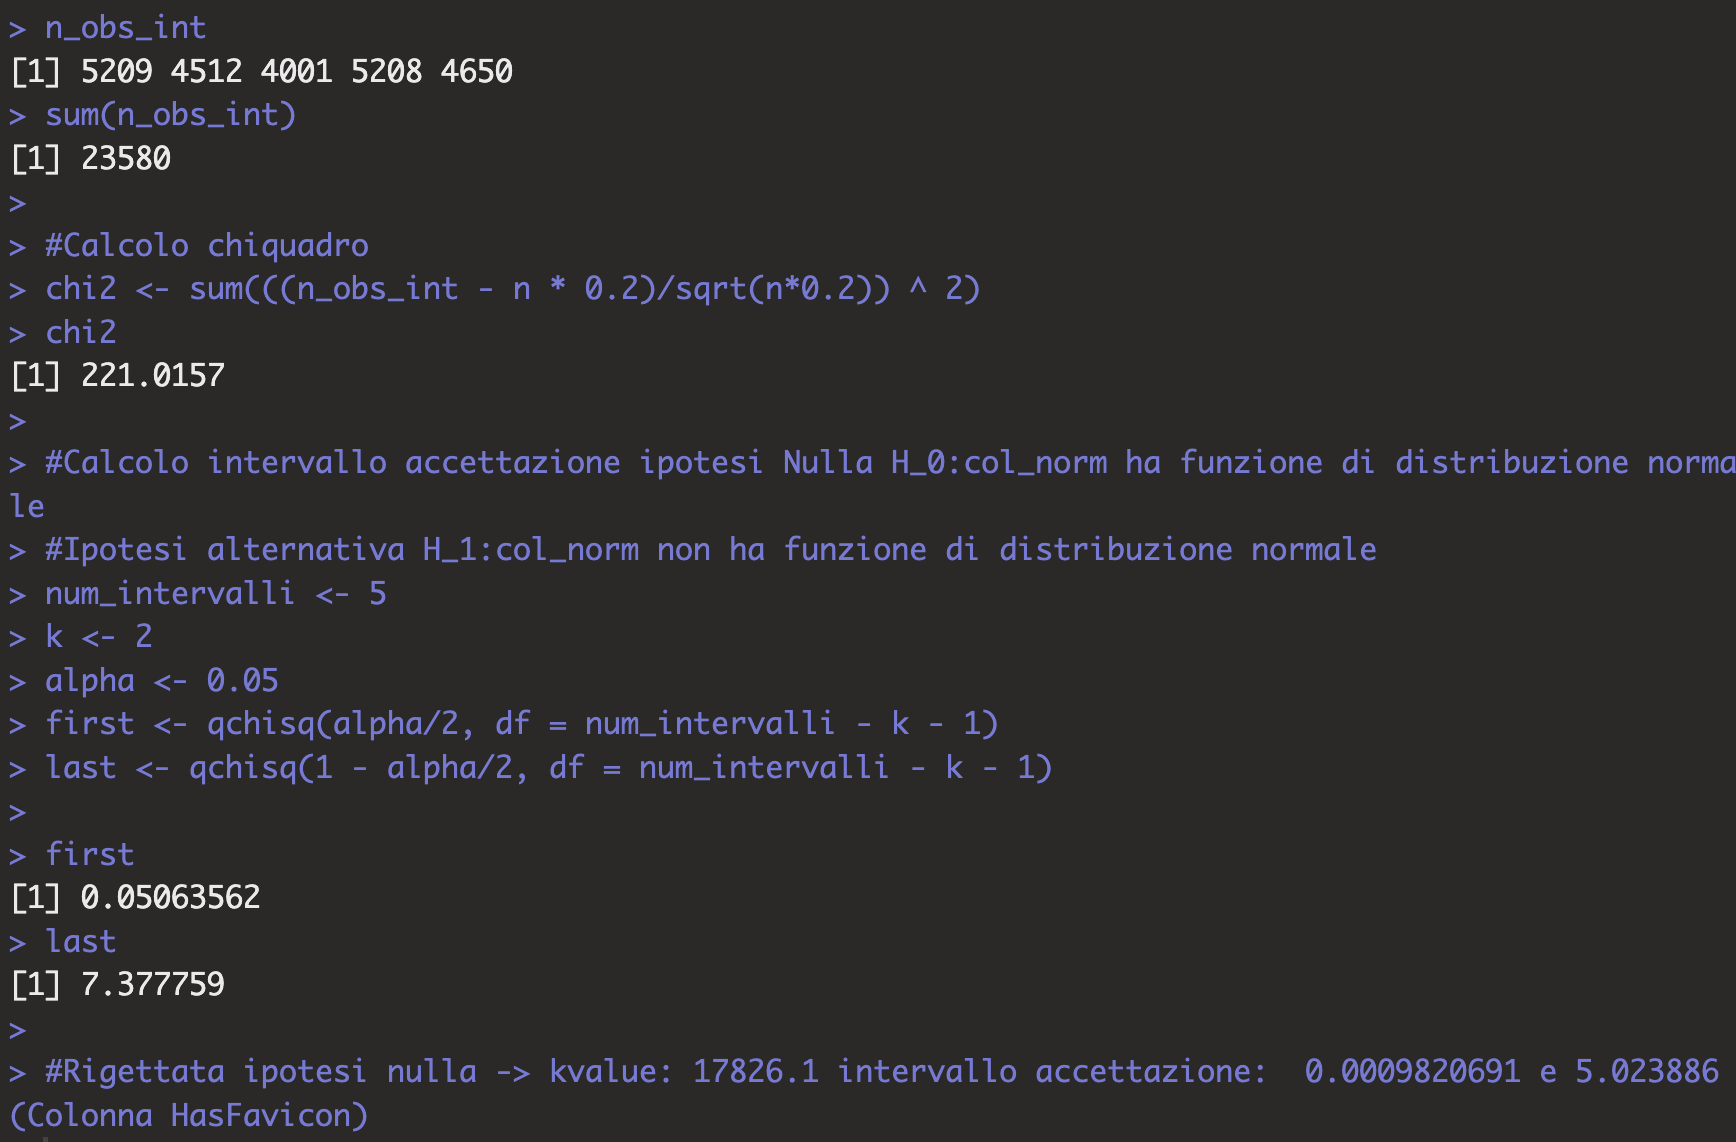 > n_obs_int
[1] 5209 4512 4001 5208 4650
> sum(n_obs_int)
[1] 23580
>
> #Calcolo chiquadro
> chi2 <- sum(((n_obs_int - n * 0.2)/sqrt(n*0.2)) ^ 2)
> chi2
[1] 221.0157
>
> #Calcolo intervallo accettazione ipotesi Nulla H_0:col_norm ha funzione di distribuzione norma
le
> #Ipotesi alternativa H_1:col_norm non ha funzione di distribuzione normale
> num_intervalli <- 5
> k <- 2
> alpha <- 0.05
> first <- qchisq(alpha/2, df = num_intervalli - k - 1)
> last <- qchisq(1 - alpha/2, df = num_intervalli - k - 1)
>
> first
[1] 0.05063562
> last
[1] 7.377759
>
> #Rigettata ipotesi nulla -> kvalue: 17826.1 intervallo accettazione:  0.0009820691 e 5.023886
(Colonna HasFavicon)